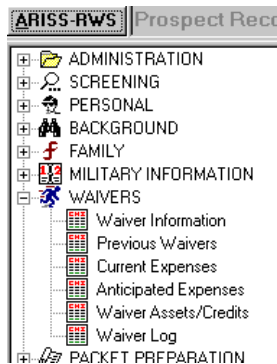 ARISS-RWS Prospect Reco
ADMINISTRATION
SCREENING
PERSONAL
BACKGROUND
FAMILY
MILITARY INFORMATION
WAIVERS
Waiver Information
Previous Waivers
Current Expenses
Anticipated Expenses
Waiver Assets/Credits
Waiver Log
PACKET PREPARATION